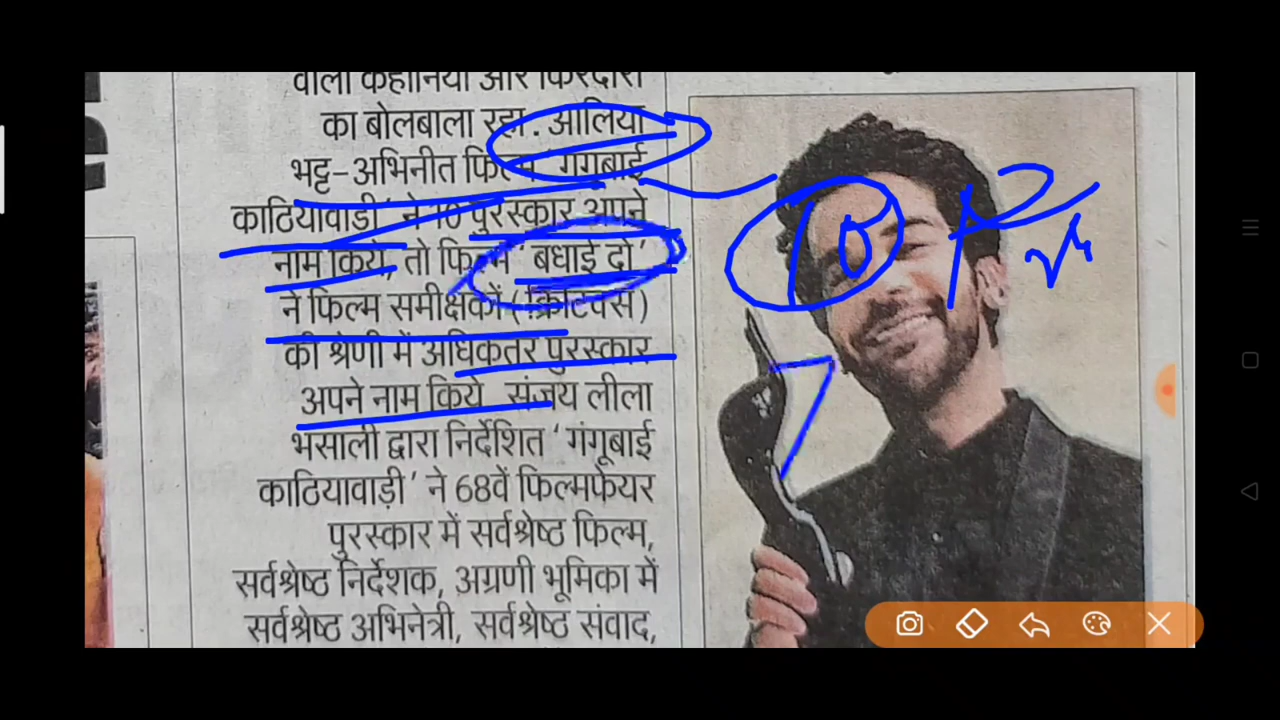 वाली कहानियों और किरदारों
का बोलबाला रहा. आलिया
भट्ट-अभिनीत फिल्म 'गंगूबाई
काठियावाडी' ने 10 पुरस्कार अपने
नाम किये, तो फिल्म 'बधाई दो'
ने फिल्म समीक्षकों (क्रिटिक्स)
की श्रेणी में अधिकतर पुरस्कार
अपने नाम किये. संजय लीला
भंसाली द्वारा निर्देशित 'गंगूबाई
काठियावाड़ी' ने 68वें फिल्मफेयर
पुरस्कार में सर्वश्रेष्ठ फिल्म,
सर्वश्रेष्ठ निर्देशक, अग्रणी भूमिका में
सर्वश्रेष्ठ अभिनेत्री, सर्वश्रेष्ठ संवाद,
10